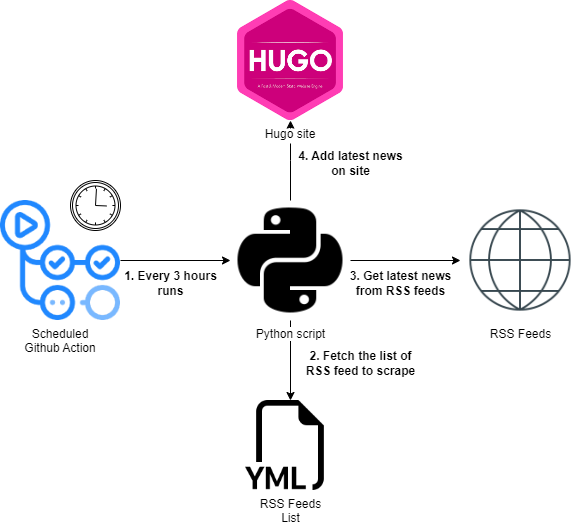 HUGO
A Fast & Modern Static Website Engine
Hugo site
4. Add latest news
on site
1. Every 3 hours
runs
3. Get latest news
from RSS feeds
Scheduled
Github Action
Python script
RSS Feeds
2. Fetch the list of
RSS feed to scrape
YML
RSS Feeds
List